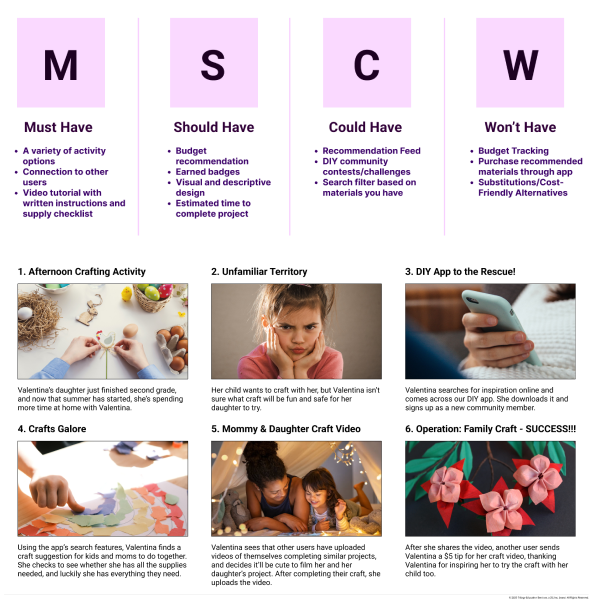 M
S
C
W
Must Have
Should Have
Could Have
Won't Have
• A variety of activity
options
• Connection to other
users
• Video tutorial with
written instructions and
supply checklist
• Budget
recommendation
• Earned badges
• Visual and descriptive
design
• Estimated time to
complete project
• Recommendation Feed
• DIY community
contests/challenges
• Search filter based on
materials you have
• Budget Tracking
• Purchase recommended
materials through app
• Substitutions/Cost-
Friendly Alternatives
1. Afternoon Crafting Activity
Valentina's daughter just finished second grade,
and now that summer has started, she's spending
more time at home with Valentina.
2. Unfamiliar Territory
Her child wants to craft with her, but Valentina isn't
sure what craft will be fun and safe for her
daughter to try.
3. DIY App to the Rescue!
Valentina searches for inspiration online and
comes across our DIY app. She downloads it and
signs up as a new community member.
4. Crafts Galore
Using the app's search features, Valentina finds a
craft suggestion for kids and moms to do together.
She checks to see whether she has all the supplies
needed, and luckily she has everything they need.
5. Mommy & Daughter Craft Video
Valentina sees that other users have uploaded
videos of themselves completing similar projects,
and decides it'll be cute to film her and her
daughter's project. After completing their craft, she
uploads the video.
6. Operation: Family Craft - SUCCESS!!!
After she shares the video, another user sends
Valentina a $5 tip for her craft video, thanking
Valentina for inspiring her to try the craft with her
child too.